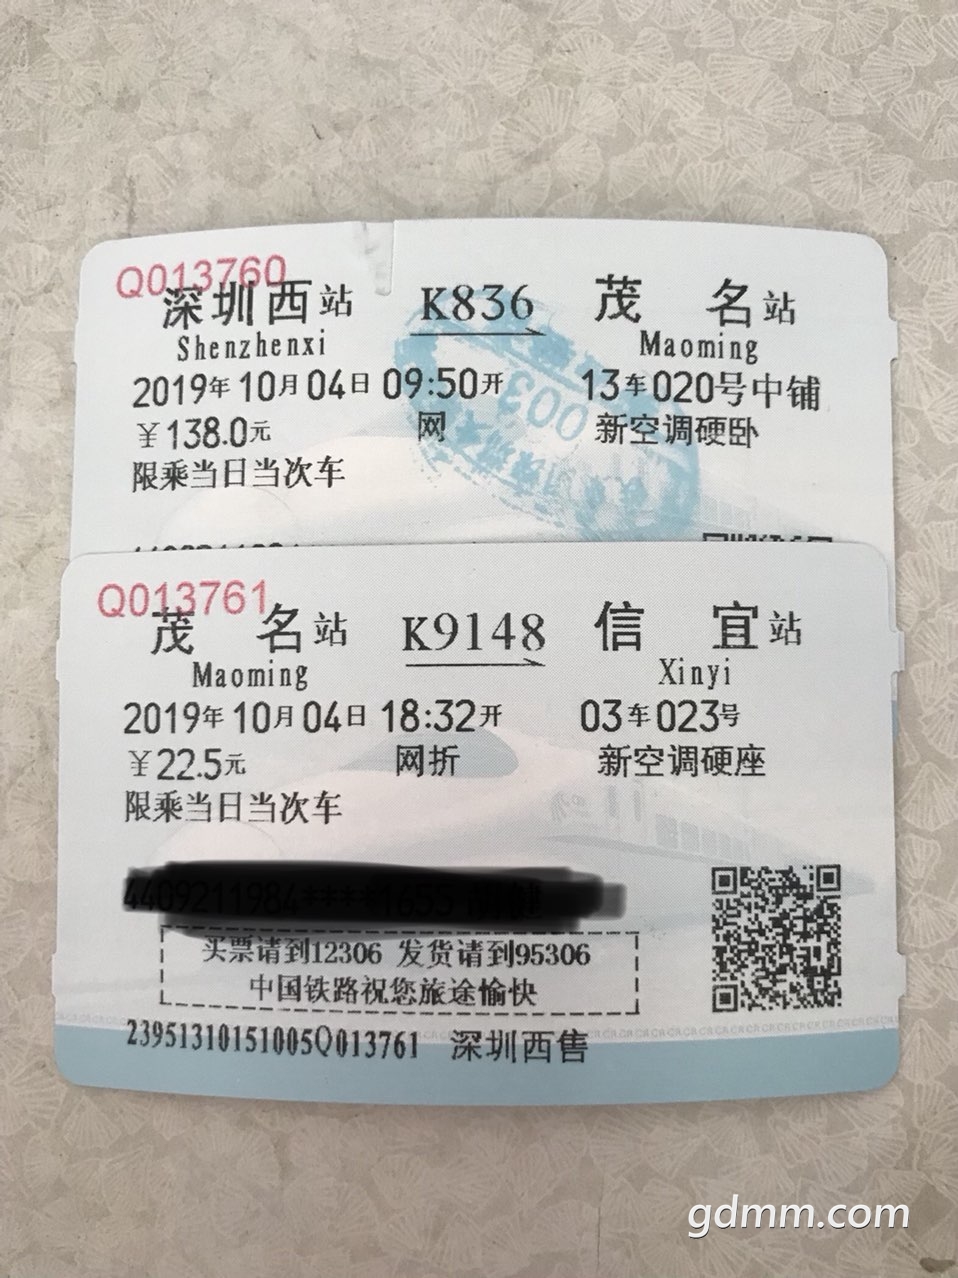 Q013760
深圳西站 K836 茂名站
Shenzhenxi Maoming
2019年10月04日09:50开 13车020号中铺
￥138.0元 网 新空调硬卧
限乘当日当次车
003
Q013761
茂名站 K9148 信宜站
Maoming Xinyi
2019年10月04日18:32开 03车023号
￥22.5元 网折 新空调硬座
限乘当日当次车
买票请到12306 发货请到95306
中国铁路祝您旅途愉快
23951310151005Q013761 深圳西售
gdmm.com